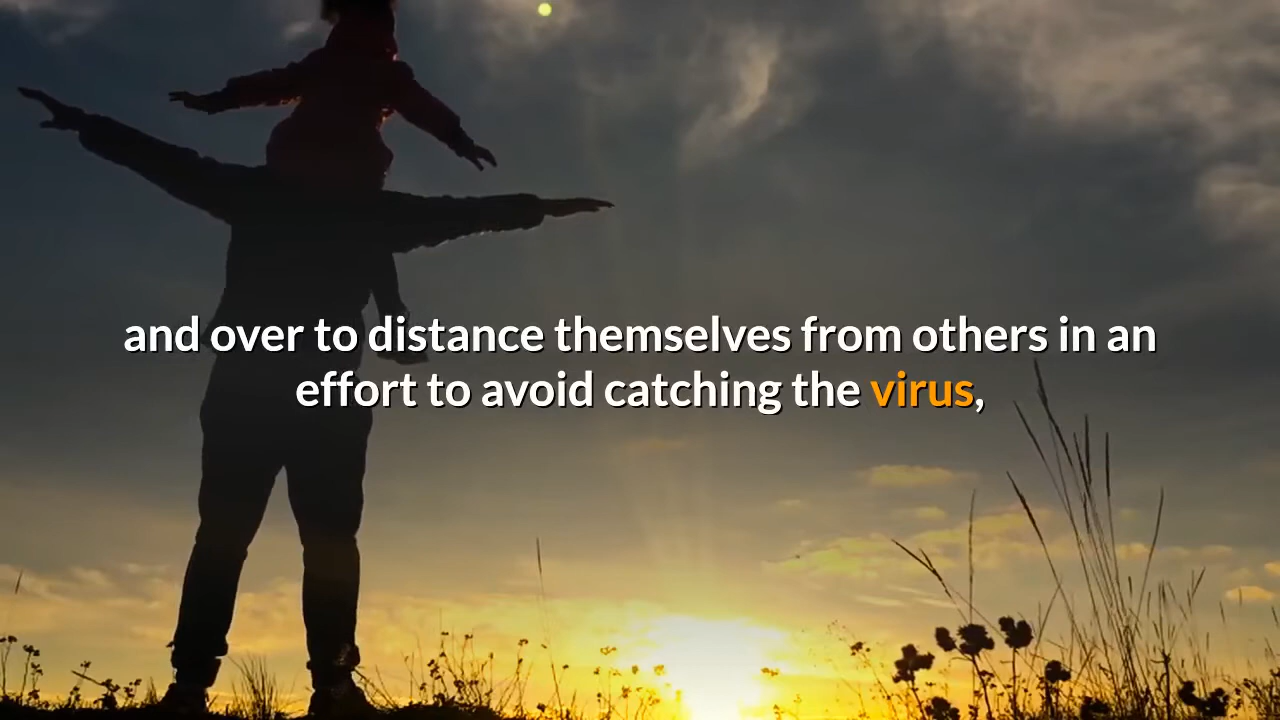 and over to distance themselves from others in an
effort to avoid catching the virus,